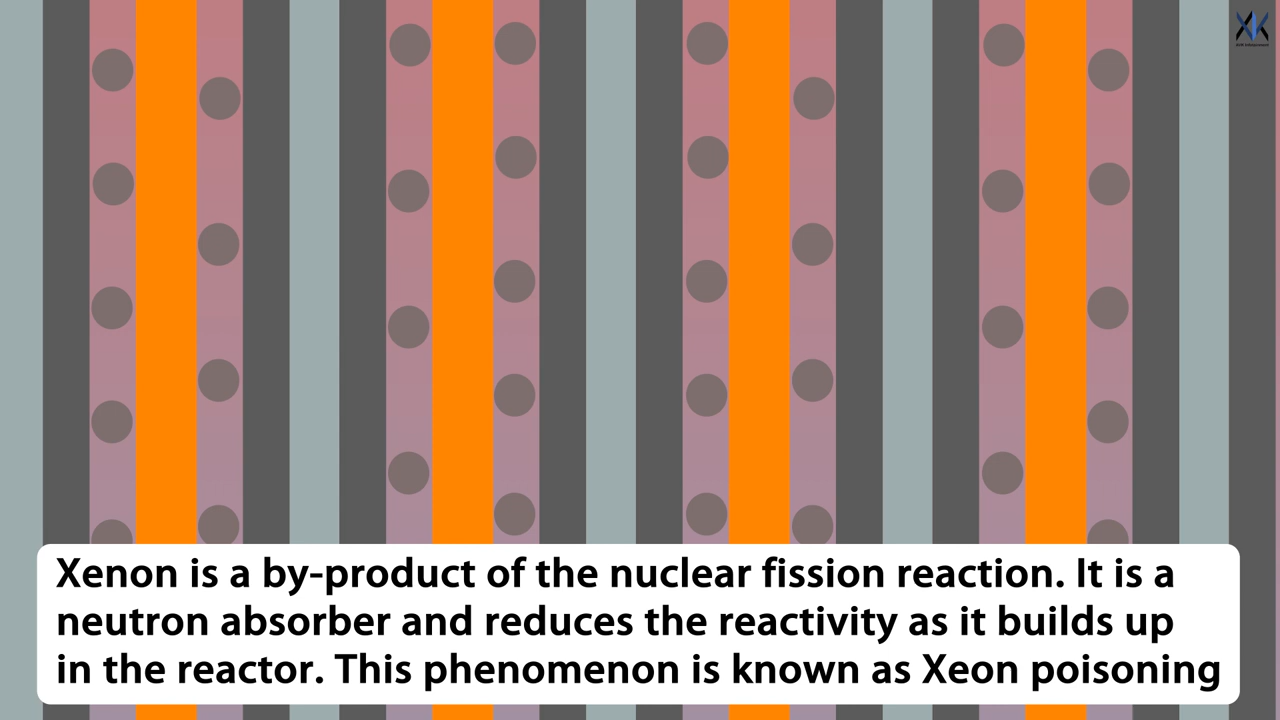 Xenon is a by-product of the nuclear fission reaction. It is a
neutron absorber and reduces the reactivity as it builds up
in the reactor. This phenomenon is known as Xeon poisoning